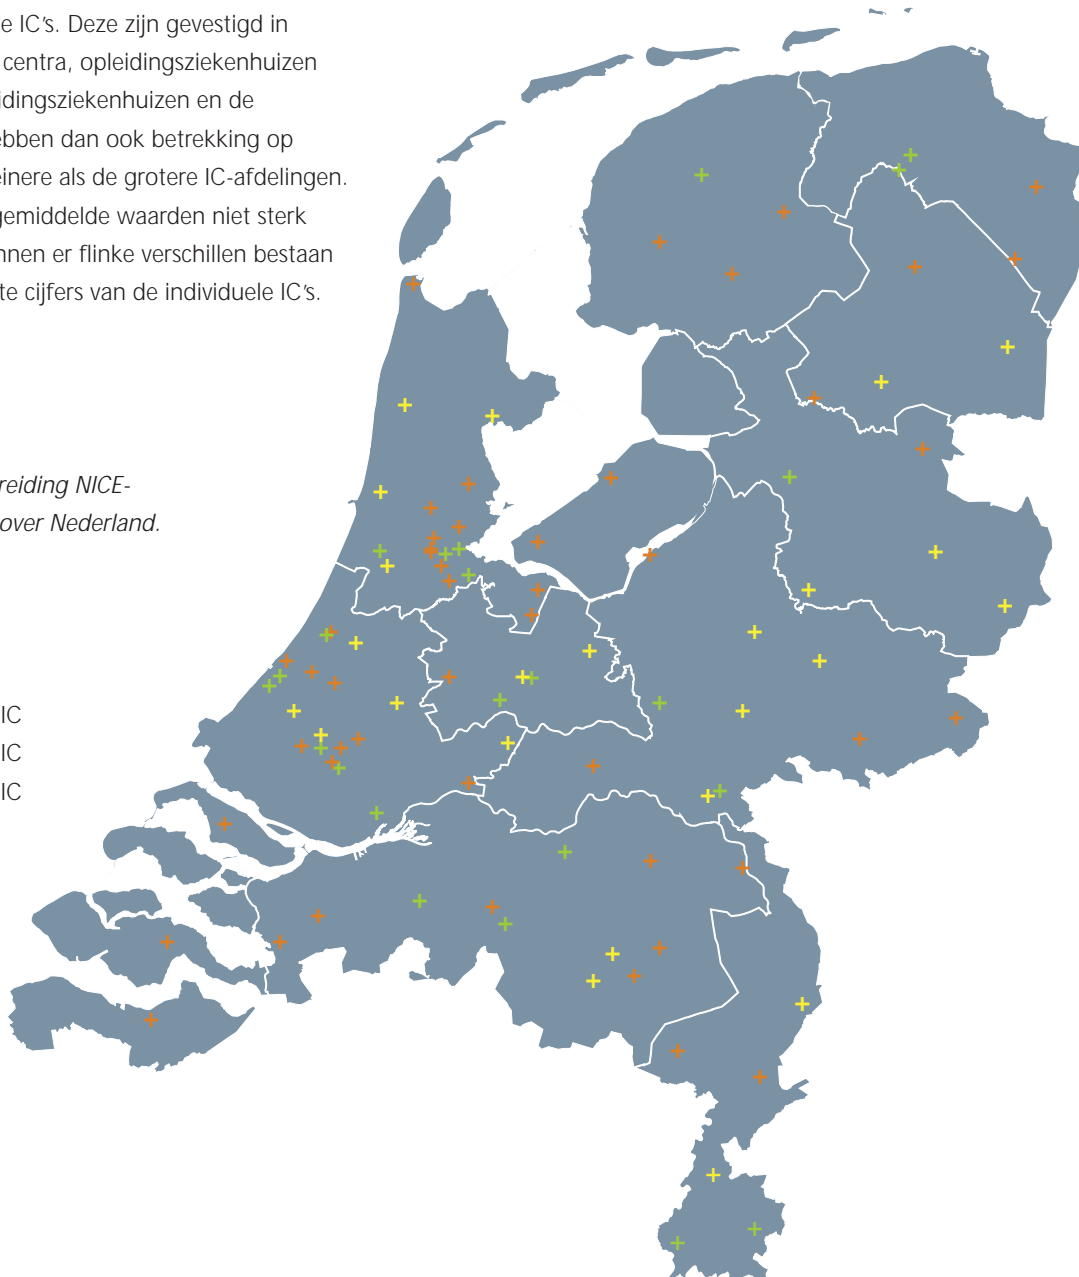 e IC's. Deze zijn gevestigd in
centra, opleidingsziekenhuizen
idingsziekenhuizen en de
ebben dan ook betrekking op
einere als de grotere IC-afdelingen.
gemiddelde waarden niet sterk
nnen er flinke verschillen bestaan
te cijfers van de individuele IC's.
reiding NICE-
over Nederland.
IC
IC
IC